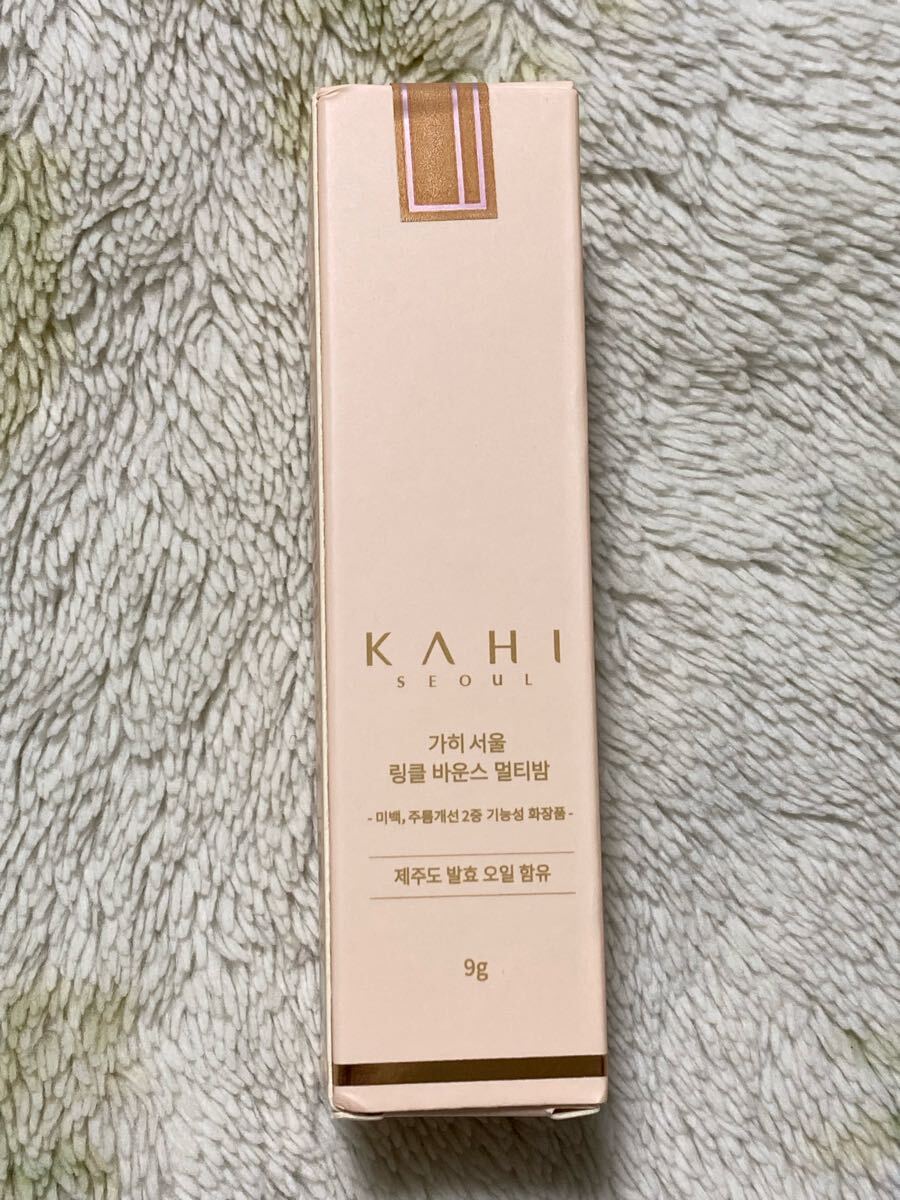 KAHI
SEOUL
가히 서울
링클 바운스 멀티밤
- 미백, 주름개선 2중 기능성 화장품 -
제주도 발효 오일 함유
9g